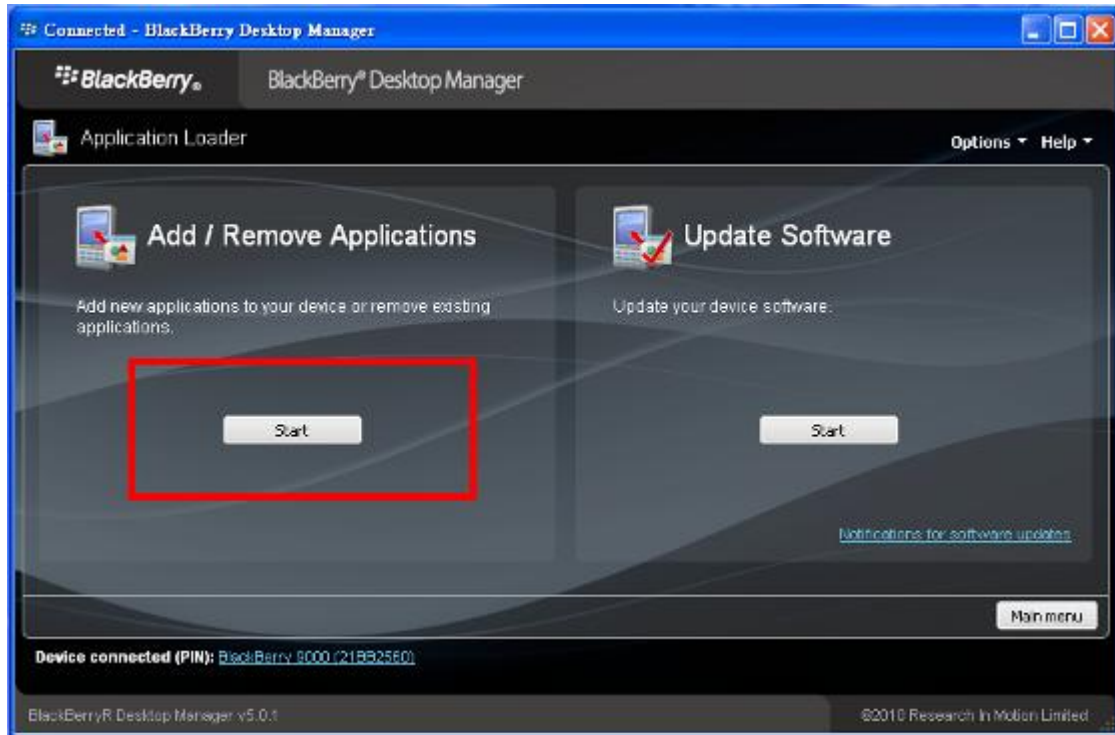 Connected - BlackBerry Desktop Manager
BlackBerry®
BlackBerry® Desktop Manager
Application Loader
Options
Help
Add / Remove Applications
Add new applications to your device or remove existing
applications.
Start
Update Software
Update your device software.
Start
Notifications for software updates
Main menu
Device connected (PIN): BlackBerry 9000 (21BB2560)
BlackBerryR Desktop Manager v5.0.1
©2010 Research In Motion Limited